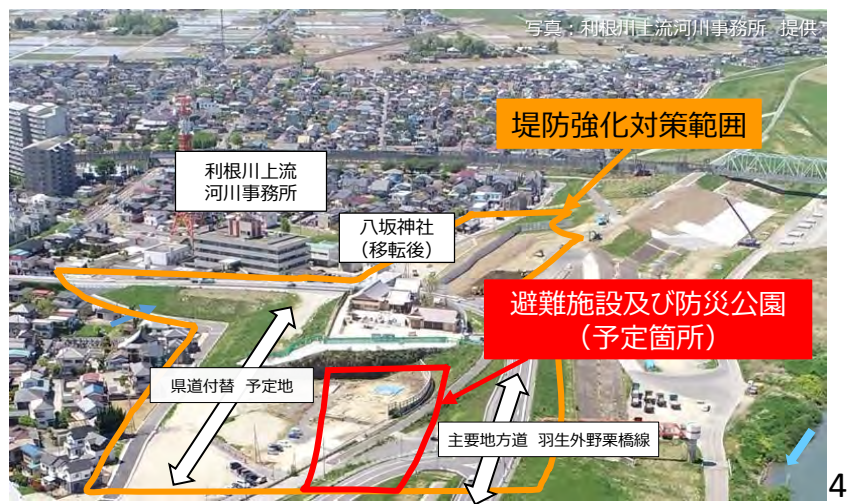 写真：利根川上流河川事務所 提供
堤防強化対策範囲
利根川上流
河川事務所
八坂神社
（移転後）
避難施設及び防災公園
（予定箇所）
県道付替 予定地
主要地方道 羽生外野栗橋線
4